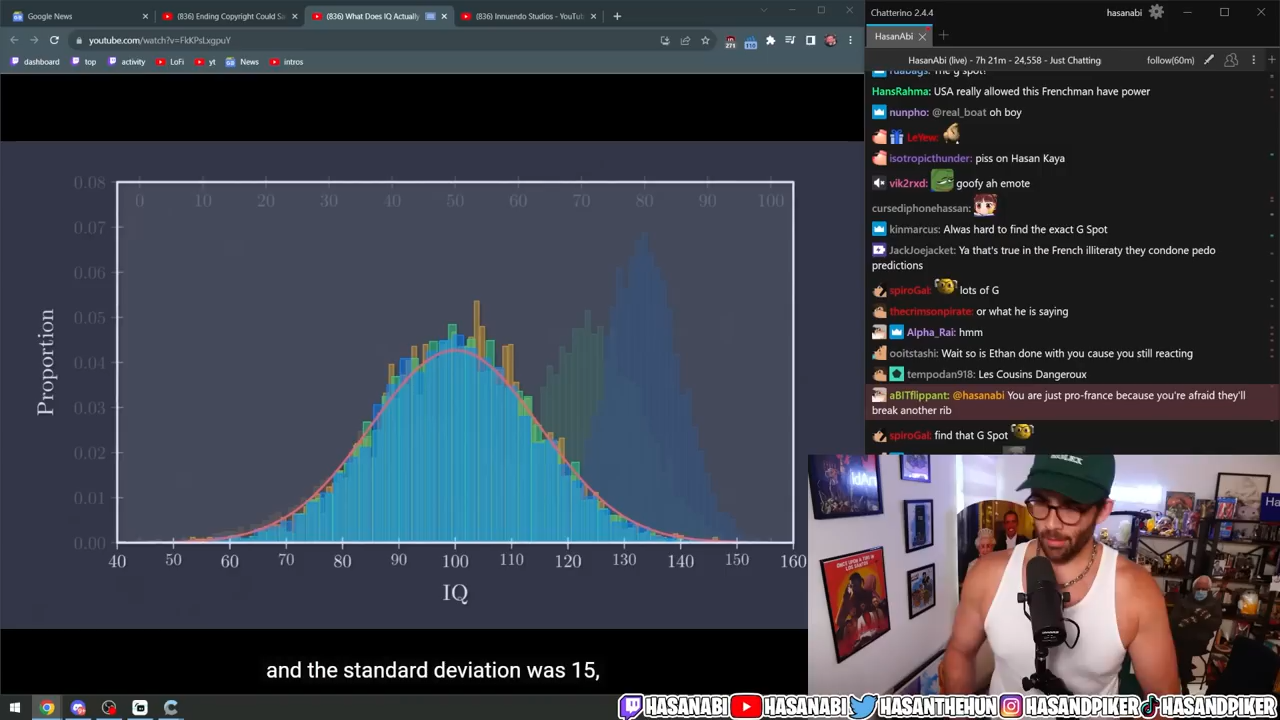 Google News
(836) Ending Copyright Could Sa
(836) What Does IQ Actually
(836) Innuendo Studios - YouTub
youtube.com/watch?v=FkKPsLxgpuY
dashboard
top
activity
LoFi
yt
News
intros
0.08
0.07
0.06
0.05
0.04
0.03
0.02
0.01
0.00
0 10 20 30 40 50 60 70 80 90 100
Proportion
40 50 60 70 80 90 100 110 120 130 140 150 160
IQ
and the standard deviation was 15,
Chatterino 2.4.4
hasanabi
HasanAbi
HasanAbi (live) - 7h 21m - 24,558 - Just Chatting
follow(60m)
HansRahma: USA really allowed this Frenchman have power
nunpho: @real_boat oh boy
LeYew:
isotropicthunder: piss on Hasan Kaya
vik2rxd: goofy ah emote
cursediphonehassan:
kinmarcus: Alwas hard to find the exact G Spot
JackJoejacket: Ya that's true in the French illiteraty they condone pedo
predictions
spiroGal: lots of G
thecrimsonpirate: or what he is saying
Alpha_Rai: hmm
ooitstashi: Wait so is Ethan done with you cause you still reacting
tempodan918: Les Cousins Dangeroux
aBITflippant: @hasanabi You are just pro-france because you're afraid they'll
break another rib
spiroGal: find that G Spot
ROLEX
HASANABI
HASANABI
HASANTHEHUN
HASANDPIKER
HASANDPIKER